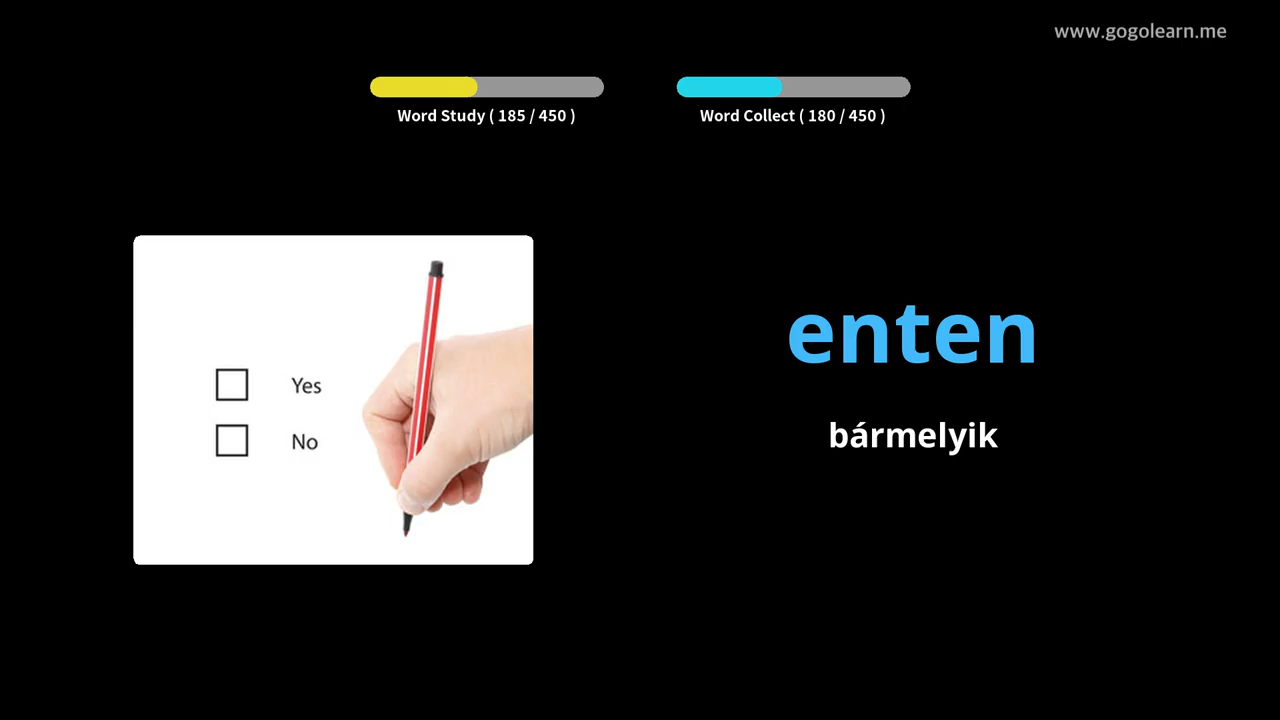 www.gogolearn.me
Word Study ( 185 / 450 )
Word Collect ( 180 / 450 )
Yes
No
enten
bármelyik